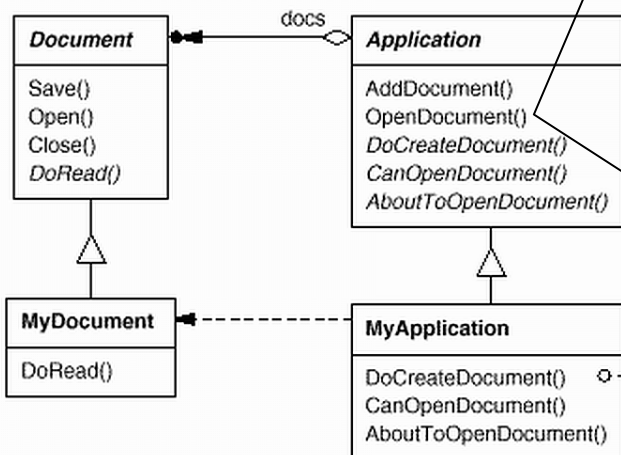 docs
Document
Save()
Open()
Close()
DoRead()
Application
AddDocument()
OpenDocument()
DoCreateDocument()
CanOpenDocument()
AboutToOpenDocument()
MyDocument
DoRead()
MyApplication
DoCreateDocument()
CanOpenDocument()
AboutToOpenDocument()